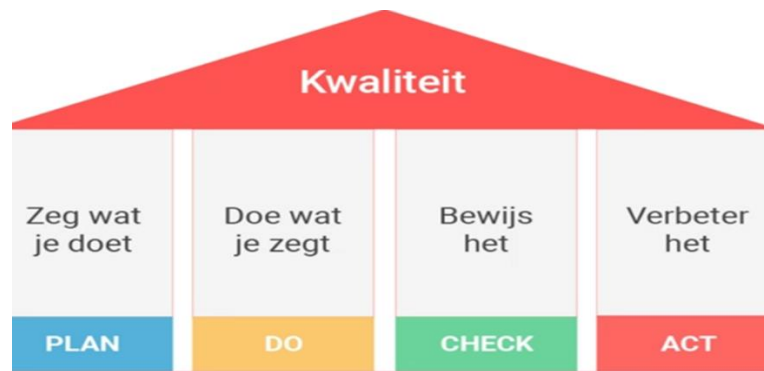 Kwaliteit
Zeg wat
je doet
Doe wat
je zegt
Bewijs
het
Verbeter
het
PLAN
DO
CHECK
ACT